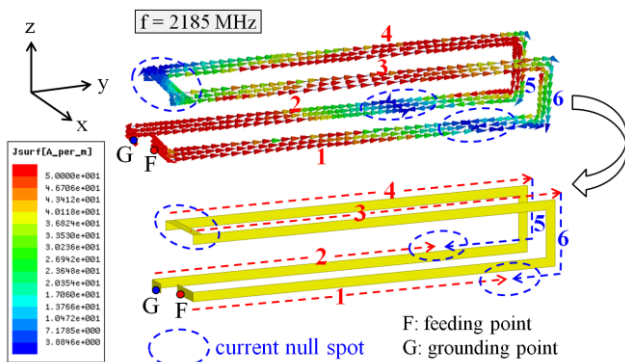 f = 2185 MHz
z
y
x
4
3
2
1
5
6
G
F
Jsurf[A_per_m]
5.0000e+001
4.6706e+001
4.3412e+001
4.0118e+001
3.6824e+001
3.3530e+001
3.0236e+001
2.6942e+001
2.3648e+001
2.0354e+001
1.7060e+001
1.3766e+001
1.0472e+001
7.1785e+000
3.8846e+000
4
3
2
1
5
6
G
F
current null spot
F: feeding point
G: grounding point